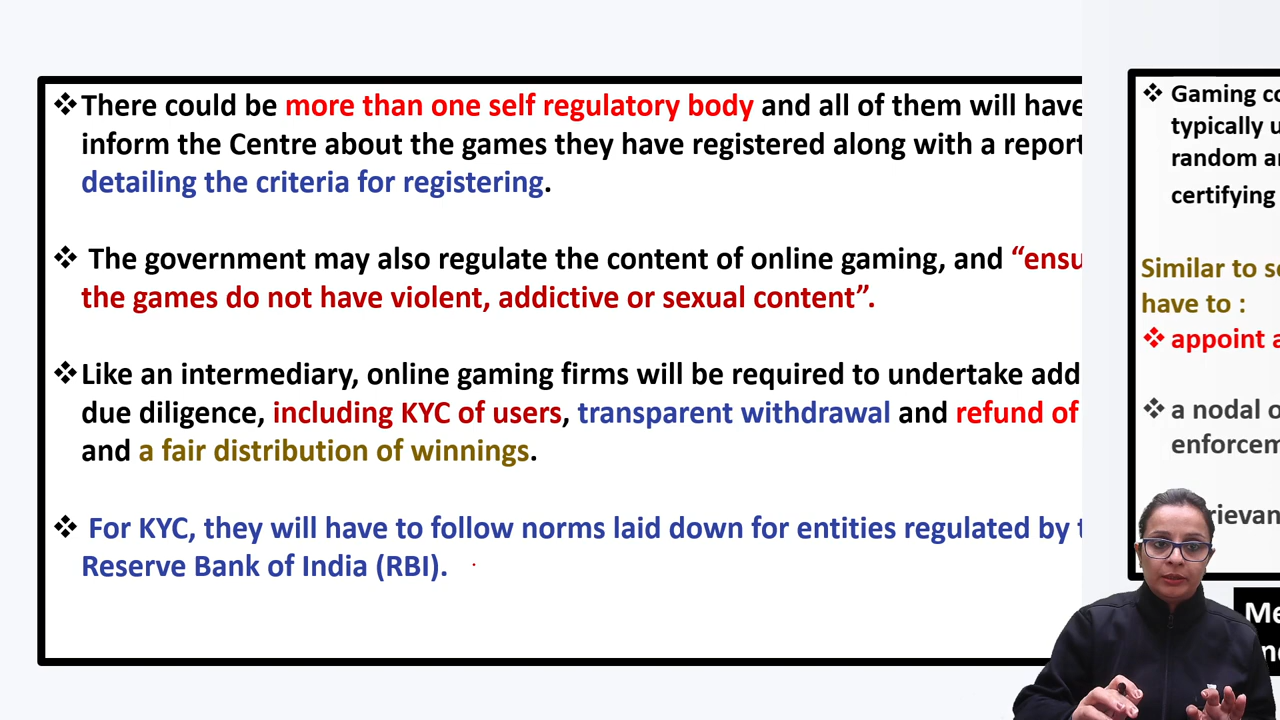 ❖There could be more than one self regulatory body and all of them will have
inform the Centre about the games they have registered along with a report
detailing the criteria for registering.
❖ The government may also regulate the content of online gaming, and “ensu
the games do not have violent, addictive or sexual content”.
❖Like an intermediary, online gaming firms will be required to undertake add
due diligence, including KYC of users, transparent withdrawal and refund of
and a fair distribution of winnings.
❖ For KYC, they will have to follow norms laid down for entities regulated by t
Reserve Bank of India (RBI).
❖ Gaming co
typically u
random a
certifying
Similar to s
have to :
❖ appoint a
❖ a nodal o
enforcem
rievan
Me